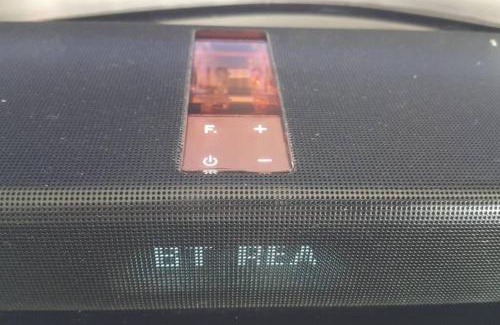 F. +
−
BT REA